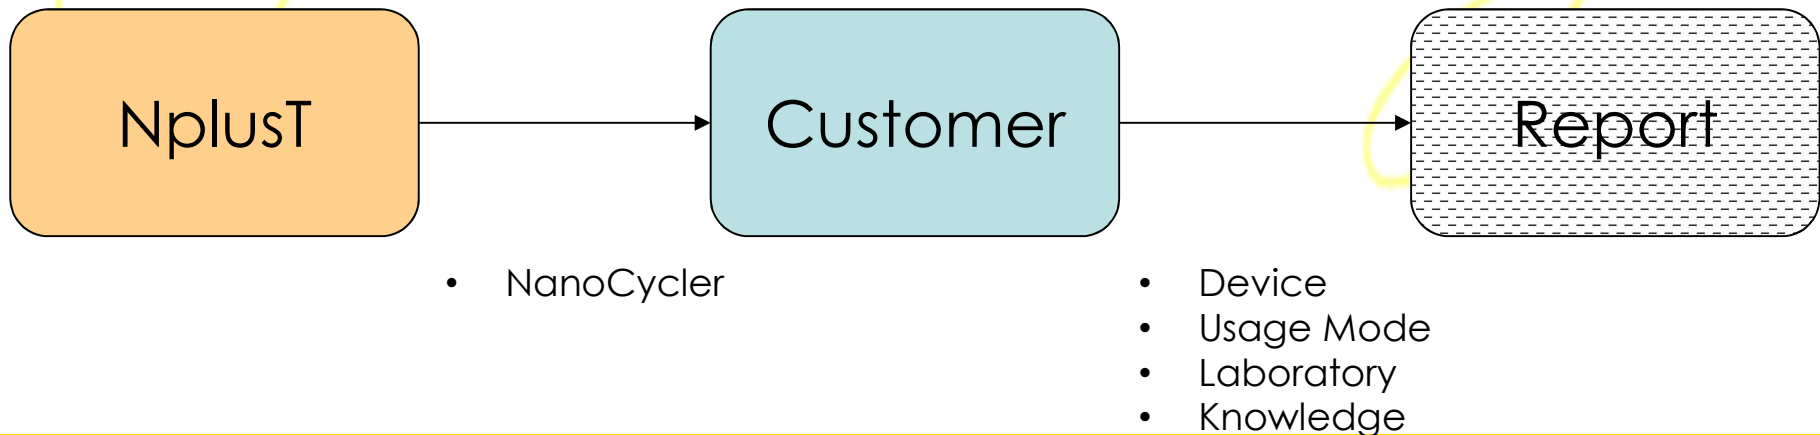 NplusT
Customer
Report
• NanoCycler
• Device
• Usage Mode
• Laboratory
• Knowledge